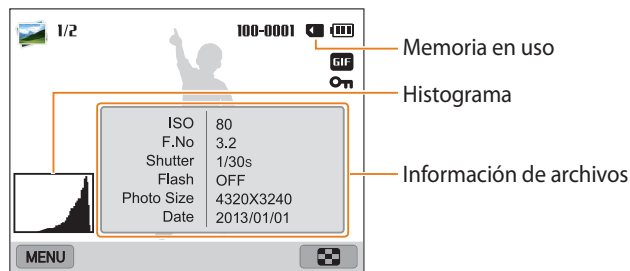 1/2
100-0001
GIF
Memoria en uso
Histograma
ISO 80
F.No 3.2
Shutter 1/30s
Flash OFF
Photo Size 4320X3240
Date 2013/01/01
Información de archivos
MENU